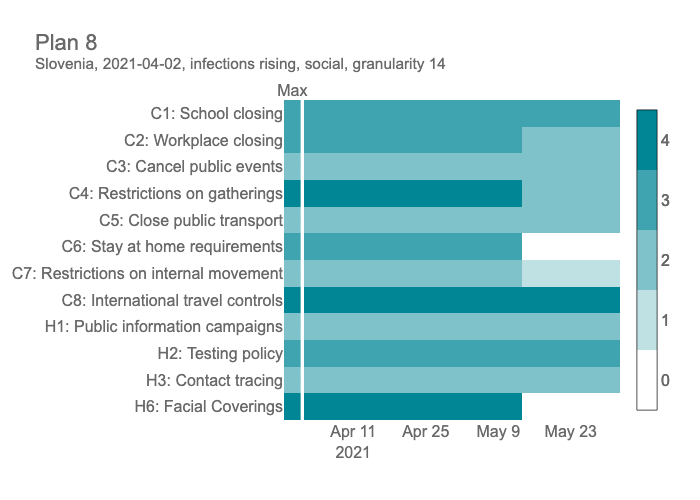 Plan 8
Slovenia, 2021-04-02, infections rising, social, granularity 14
Max
C1: School closing
C2: Workplace closing
C3: Cancel public events
C4: Restrictions on gatherings
C5: Close public transport
C6: Stay at home requirements
C7: Restrictions on internal movement
C8: International travel controls
H1: Public information campaigns
H2: Testing policy
H3: Contact tracing
H6: Facial Coverings
Apr 11 Apr 25 May 9 May 23
2021
4
3
2
1
0